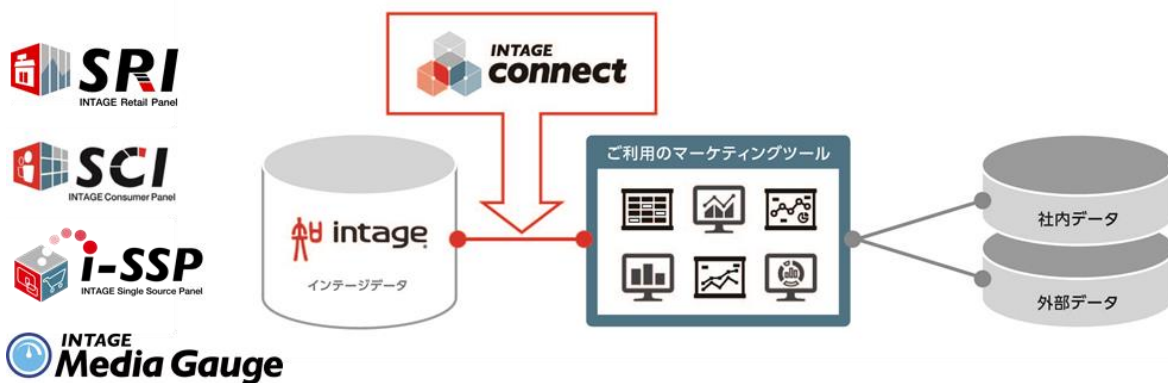 SRI
INTAGE Retail Panel
SCI
INTAGE Consumer Panel
i-SSP
INTAGE Single Source Panel
INTAGE
Media Gauge
INTAGE
connect
intage
インテージデータ
ご利用のマーケティングツール
社内データ
外部データ